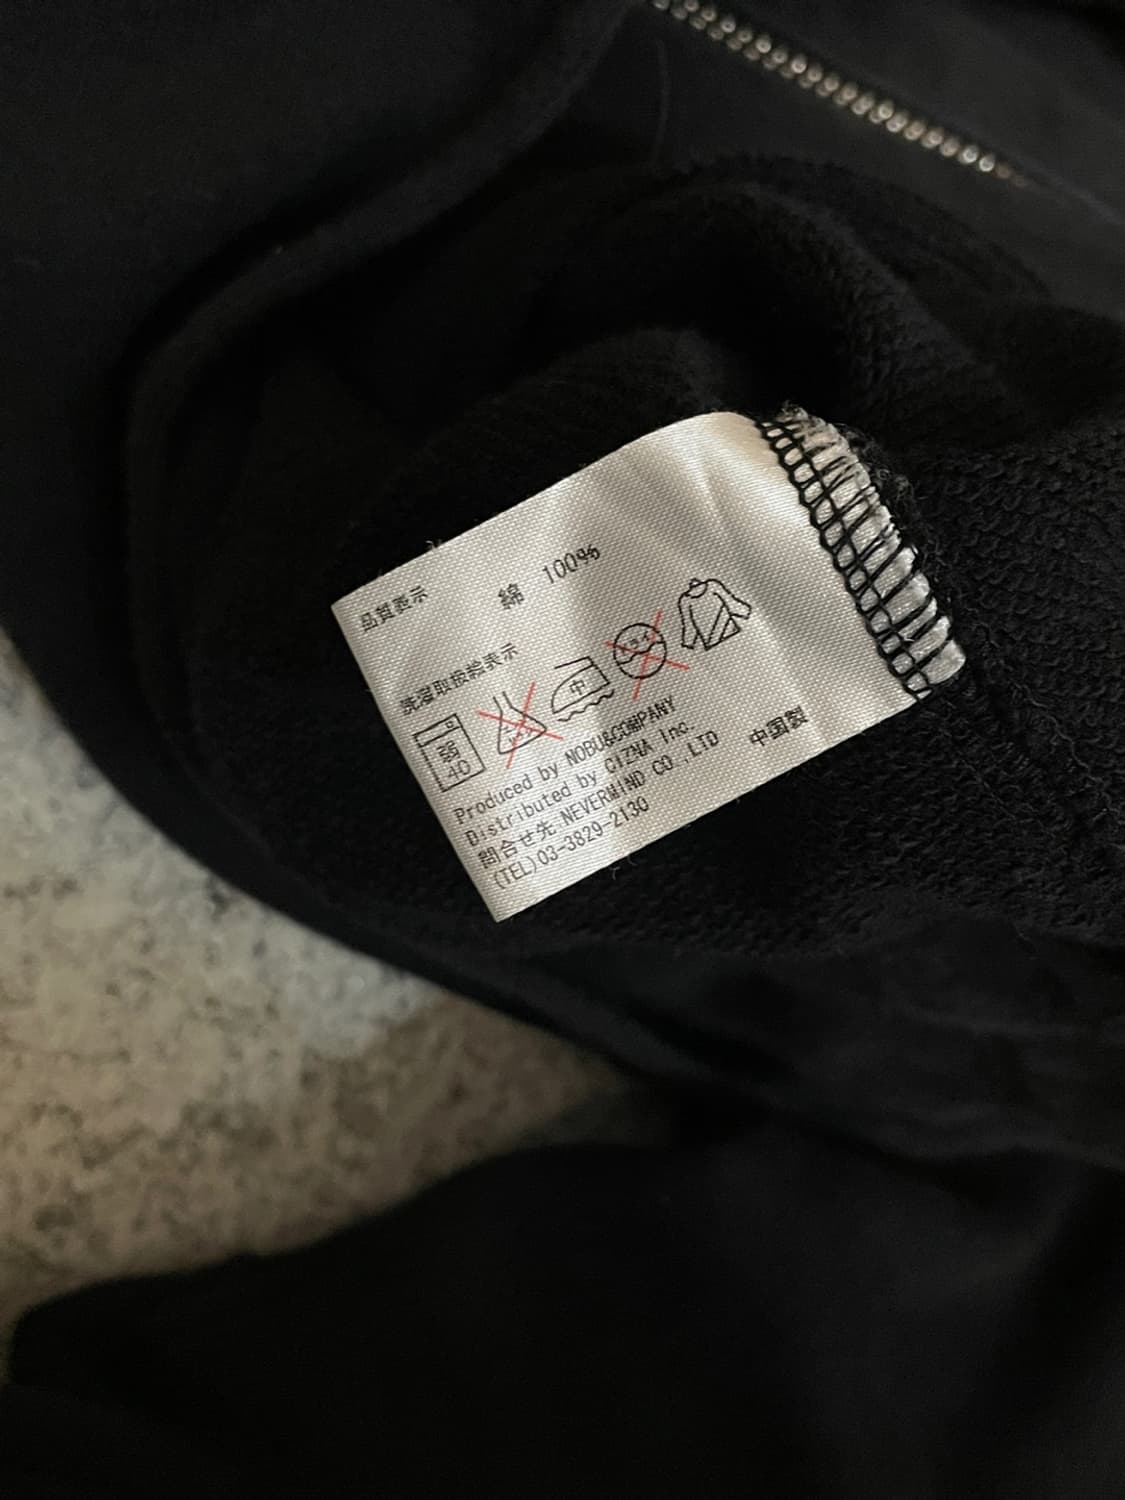 品質表示
綿 100%
洗濯取扱絵表示
弱
40
中
Produced by NOBU&COMPANY
Distributed by CIZNA Inc.
問合せ先 NEVERMIND CO.,LTD 中国製
(TEL)03-3829-2130